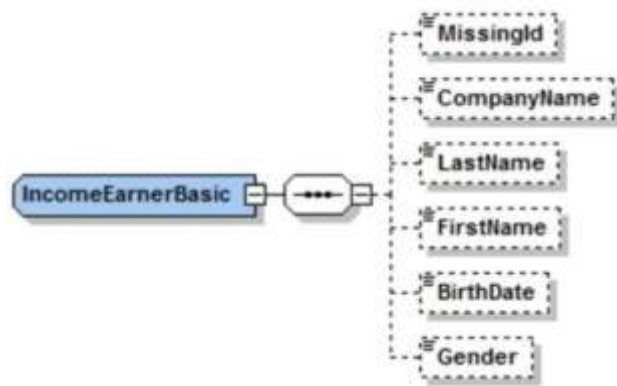 MissingId
CompanyName
LastName
IncomeEarnerBasic
FirstName
BirthDate
Gender